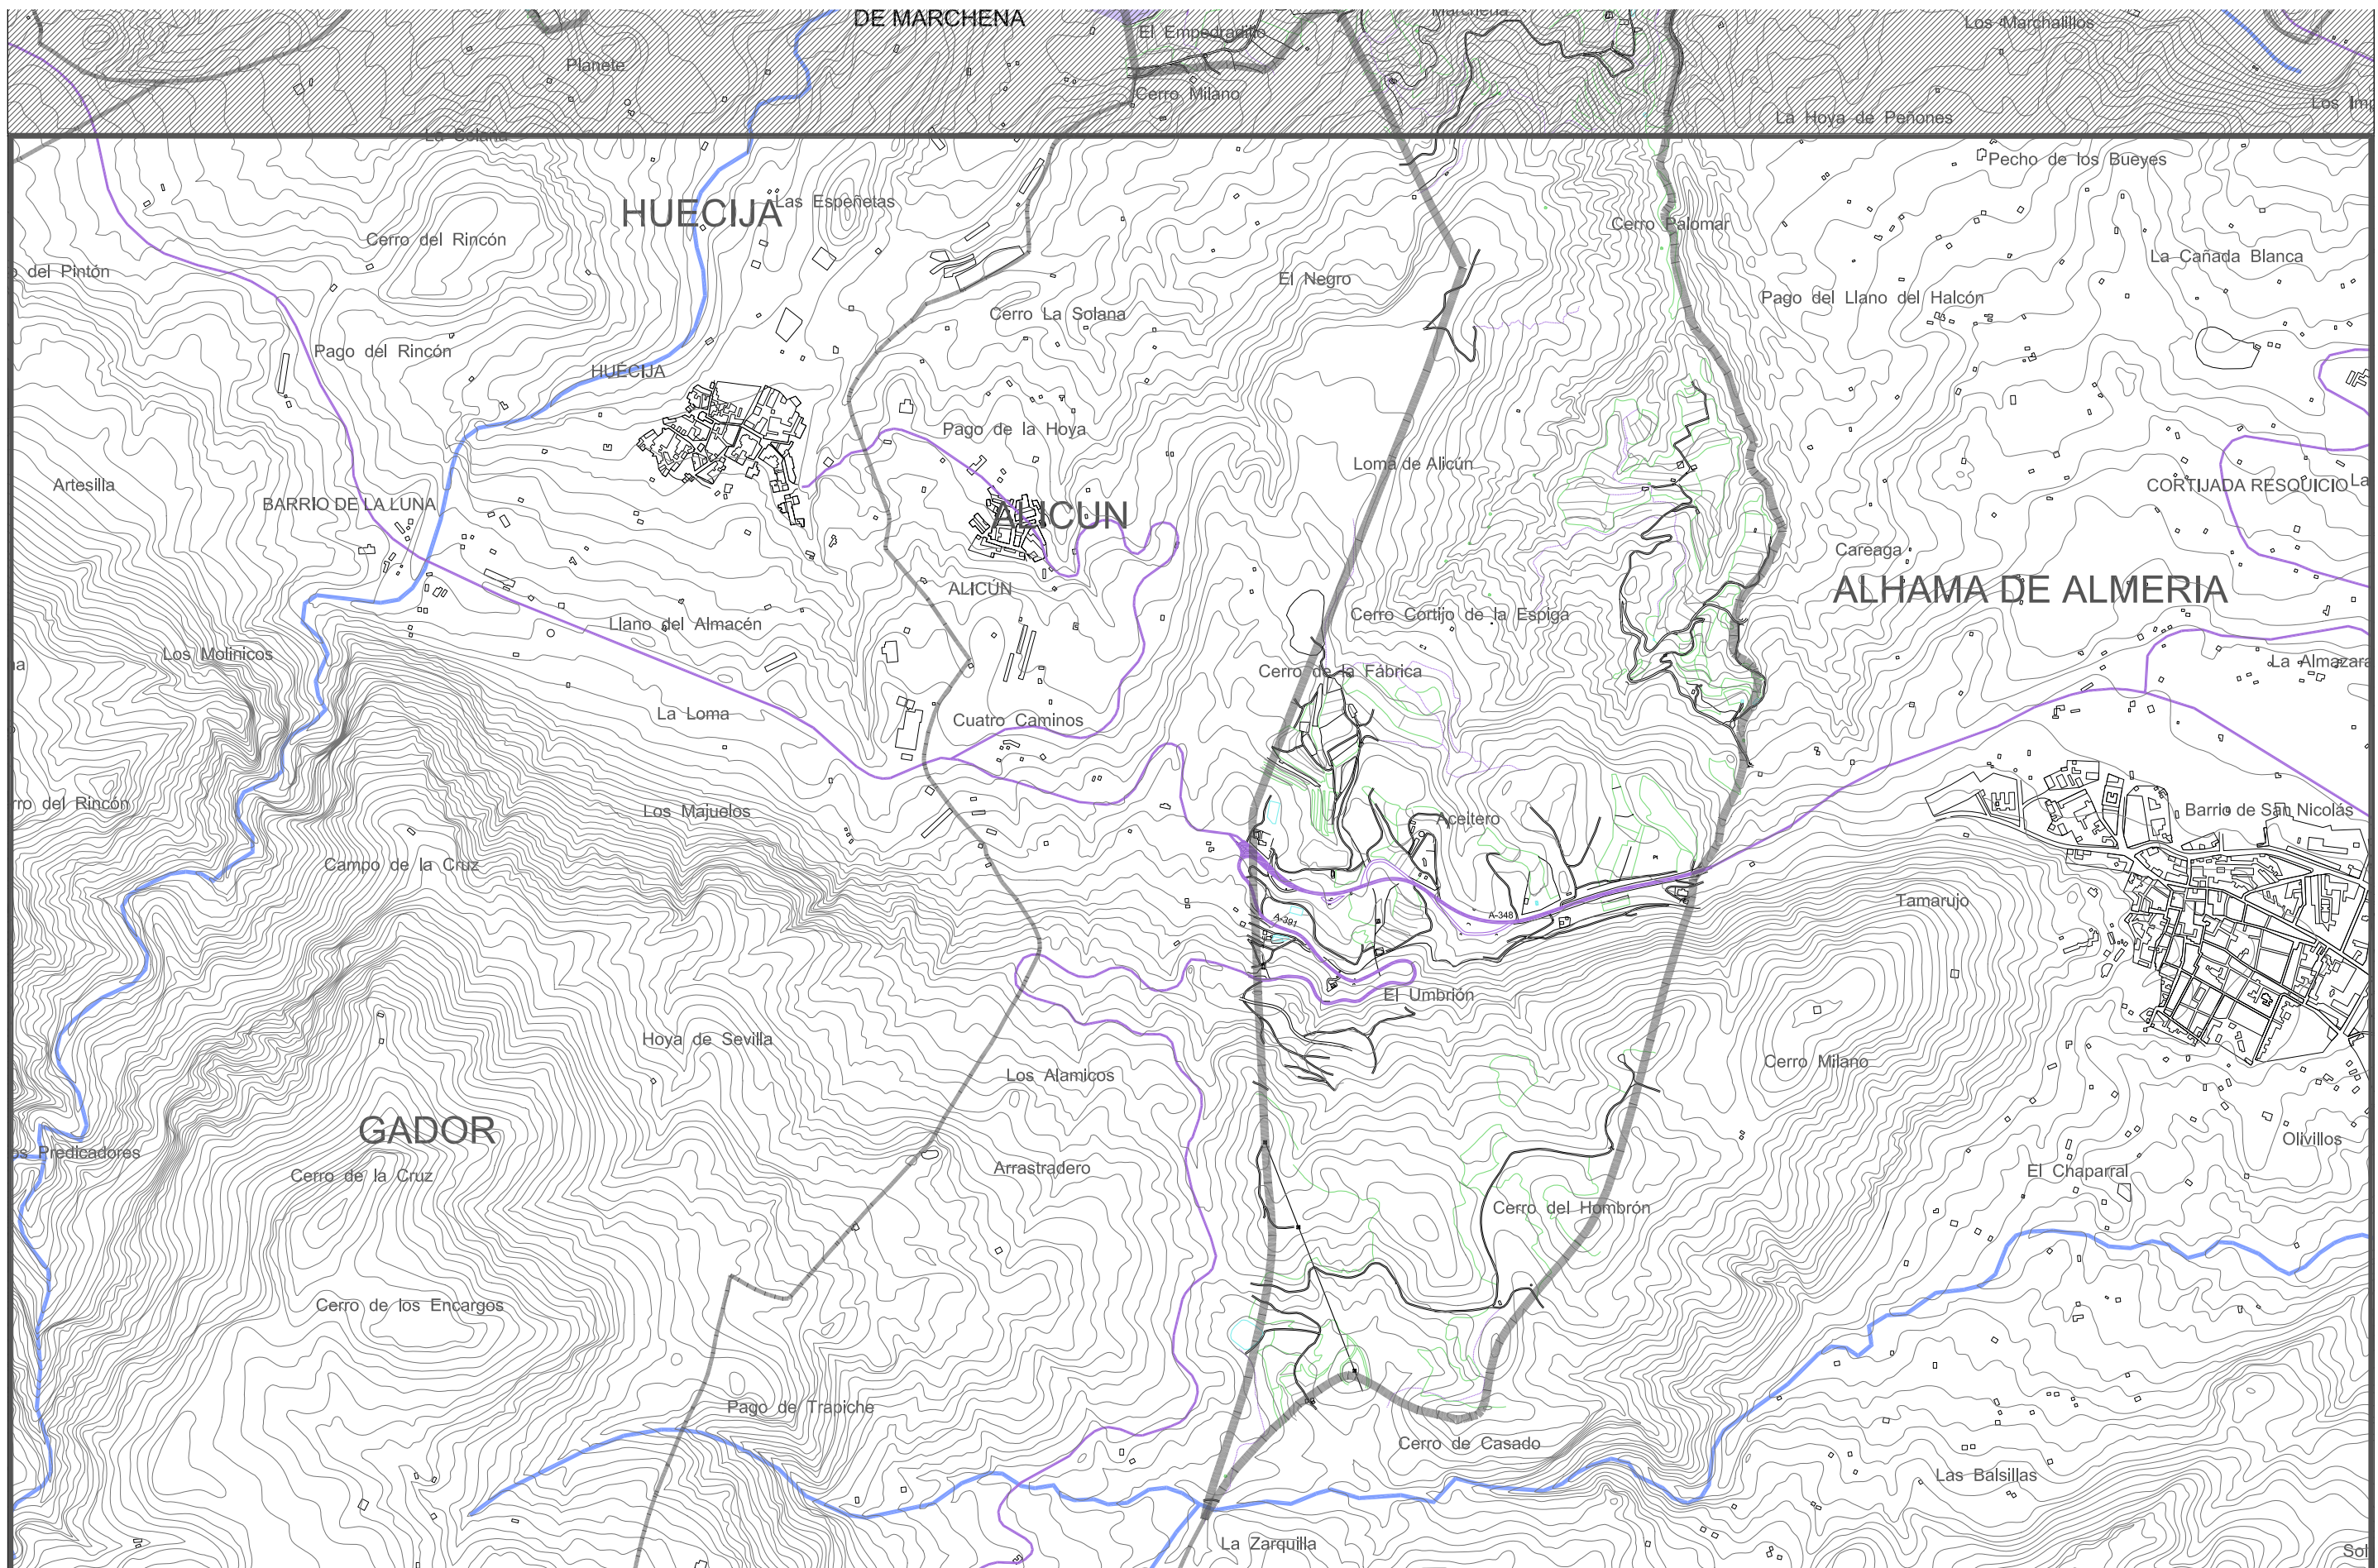 DE MARCHENA
Marchena
Los Marchalillos
El Empedradillo
Planete
Cerro Milano
Los Im
La Hoya de Peñones
La Solana
Pecho de los Bueyes
HUECIJA
Las Espeñetas
Cerro Palomar
Cerro del Rincón
La Cañada Blanca
o del Pintón
El Negro
Pago del Llano del Halcón
Cerro La Solana
Pago del Rincón
HUÉCIJA
Pago de la Hoya
Loma de Alicún
Artesilla
CORTIJADA RESQUICIO
La
BARRIO DE LA LUNA
ALICUN
Careaga
ALICÚN
ALHAMA DE ALMERIA
Llano del Almacén
Cerro Cortijo de la Espiga
Los Molinicos
na
Cerro de la Fábrica
La Almazara
La Loma
Cuatro Caminos
rro del Rincón
Los Majuelos
Aceitero
Barrio de San Nicolás
Campo de la Cruz
Tamarujo
A-391
A-348
El Umbrión
Hoya de Sevilla
Cerro Milano
Los Alamicos
GADOR
Olivillos
os Predicadores
Arrastradero
El Chaparral
Cerro de la Cruz
Cerro del Hombrón
Cerro de los Encargos
Pago de Trapiche
Cerro de Casado
Las Balsillas
La Zarquilla
Sol